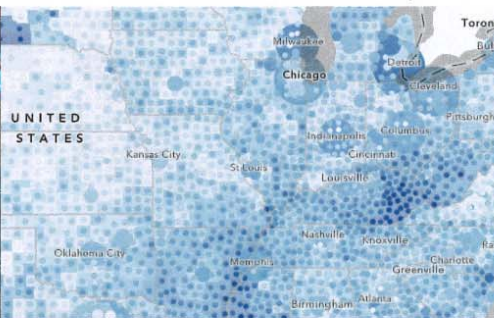 Toron
Milwaukee
Bu
Detroit
Chicago
Cleveland
UNITED
STATES
Pittsburgh
Indianapolis
Columbus
Kansas City
Cincinnati
St Louis
Louisville
Nashville
Knoxville
Oklahoma City
Memphis
Charlotte
Greenville
Ra
Birmingham
Atlanta